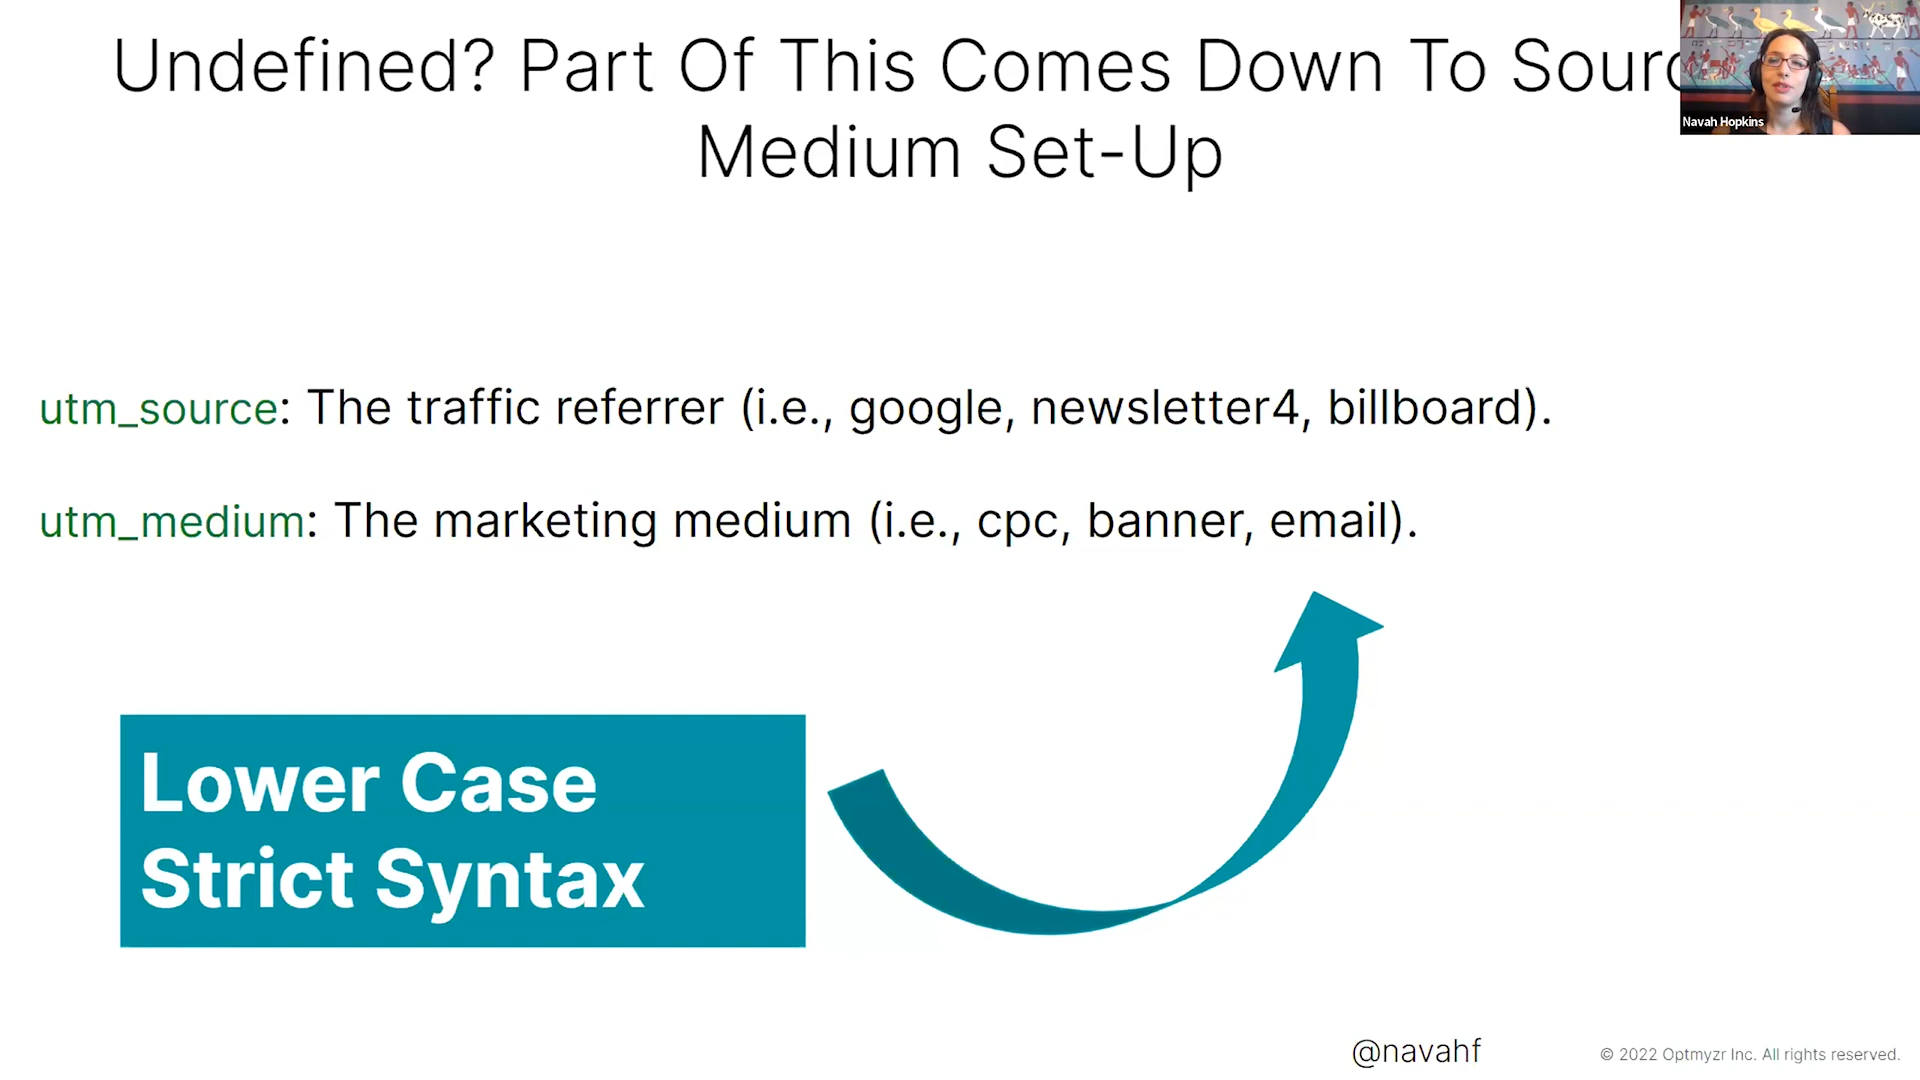 Undefined? Part Of This Comes Down To
Medium Set-Up
Navah Hopkins
utm_source: The traffic referrer (i.e., google, newsletter4, billboard).
utm_medium: The marketing medium (i.e., cpc, banner, email).
Lower Case
Strict Syntax
@navahf
© 2022 Optmyzr Inc. All rights reserved.